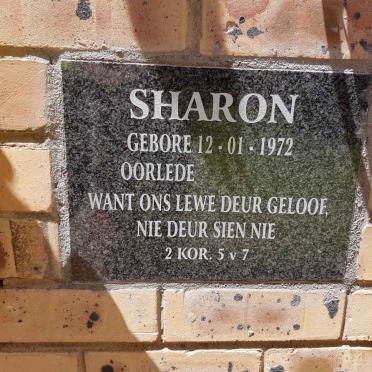 SHARON
GEBORE 12 · 01 · 1972
OORLEDE
WANT ONS LEWE DEUR GELOOF,
NIE DEUR SIEN NIE
2 KOR. 5 v 7